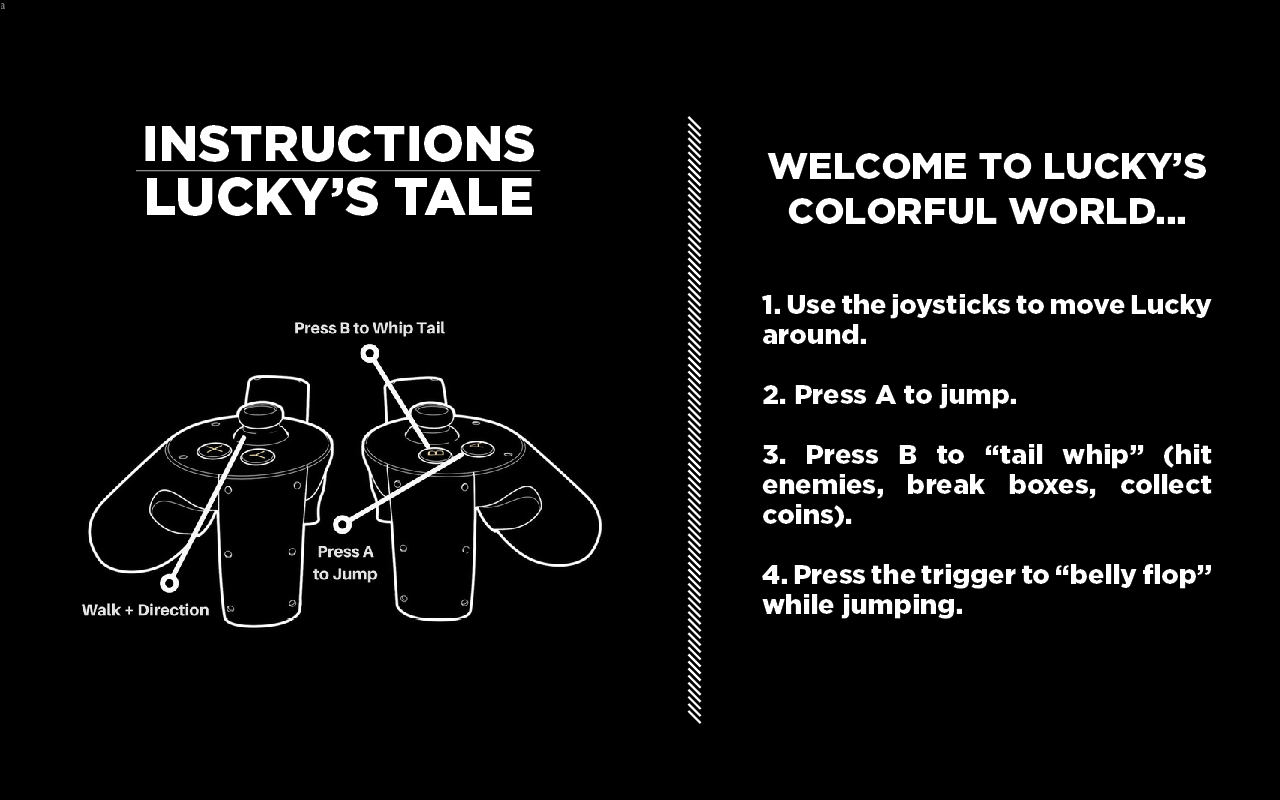 a
INSTRUCTIONS
LUCKY’S TALE
Press B to Whip Tail
X
Y
B
A
Press A
to Jump
Walk + Direction
WELCOME TO LUCKY’S
COLORFUL WORLD...
1. Use the joysticks to move Lucky
around.
2. Press A to jump.
3. Press B to “tail whip” (hit
enemies, break boxes, collect
coins).
4. Press the trigger to “belly flop”
while jumping.